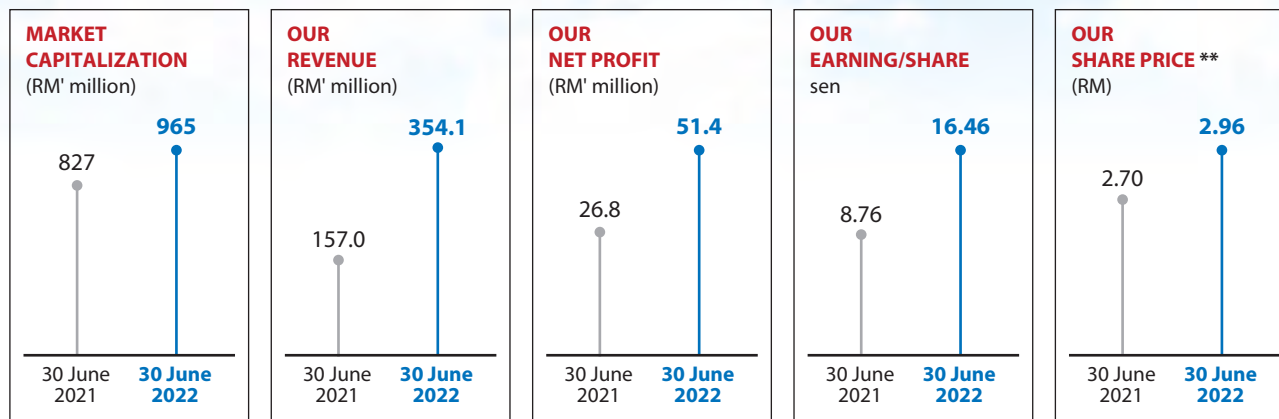 MARKET
CAPITALIZATION
(RM' million)
827
965
30 June
2021
30 June
2022
OUR
REVENUE
(RM' million)
157.0
354.1
30 June
2021
30 June
2022
OUR
NET PROFIT
(RM' million)
26.8
51.4
30 June
2021
30 June
2022
OUR
EARNING/SHARE
sen
8.76
16.46
30 June
2021
30 June
2022
OUR
SHARE PRICE **
(RM)
2.70
2.96
30 June
2021
30 June
2022